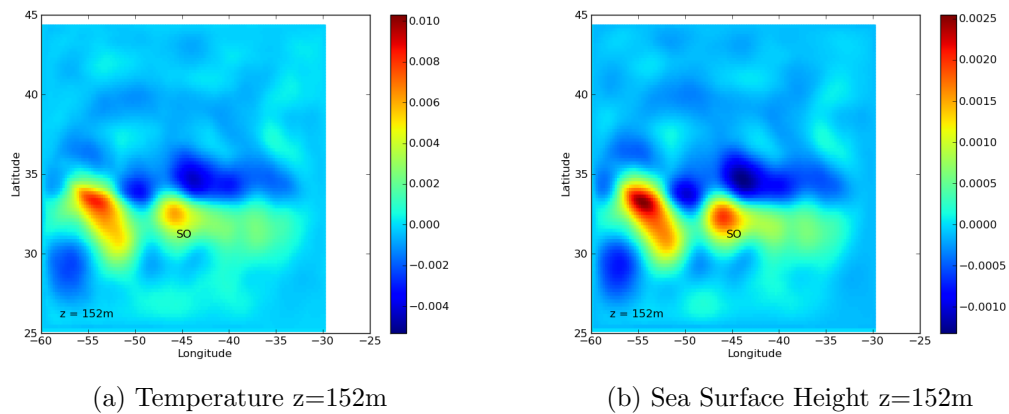 45
40
35
30
25
Latitude
−60 −55 −50 −45 −40 −35 −30 −25
Longitude
SO
z = 152m
0.010
0.008
0.006
0.004
0.002
0.000
−0.002
−0.004
(a) Temperature z=152m
45
40
35
30
25
Latitude
−60 −55 −50 −45 −40 −35 −30 −25
Longitude
SO
z = 152m
0.0025
0.0020
0.0015
0.0010
0.0005
0.0000
−0.0005
−0.0010
(b) Sea Surface Height z=152m